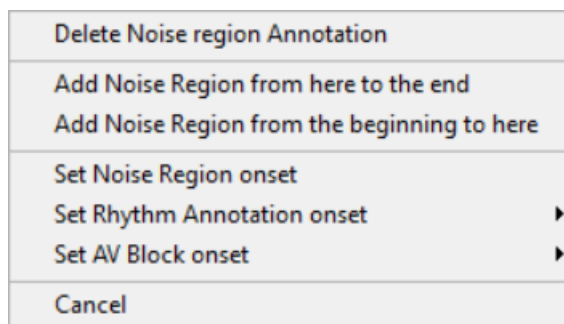 Delete Noise region Annotation
Add Noise Region from here to the end
Add Noise Region from the beginning to here
Set Noise Region onset
Set Rhythm Annotation onset
Set AV Block onset
Cancel